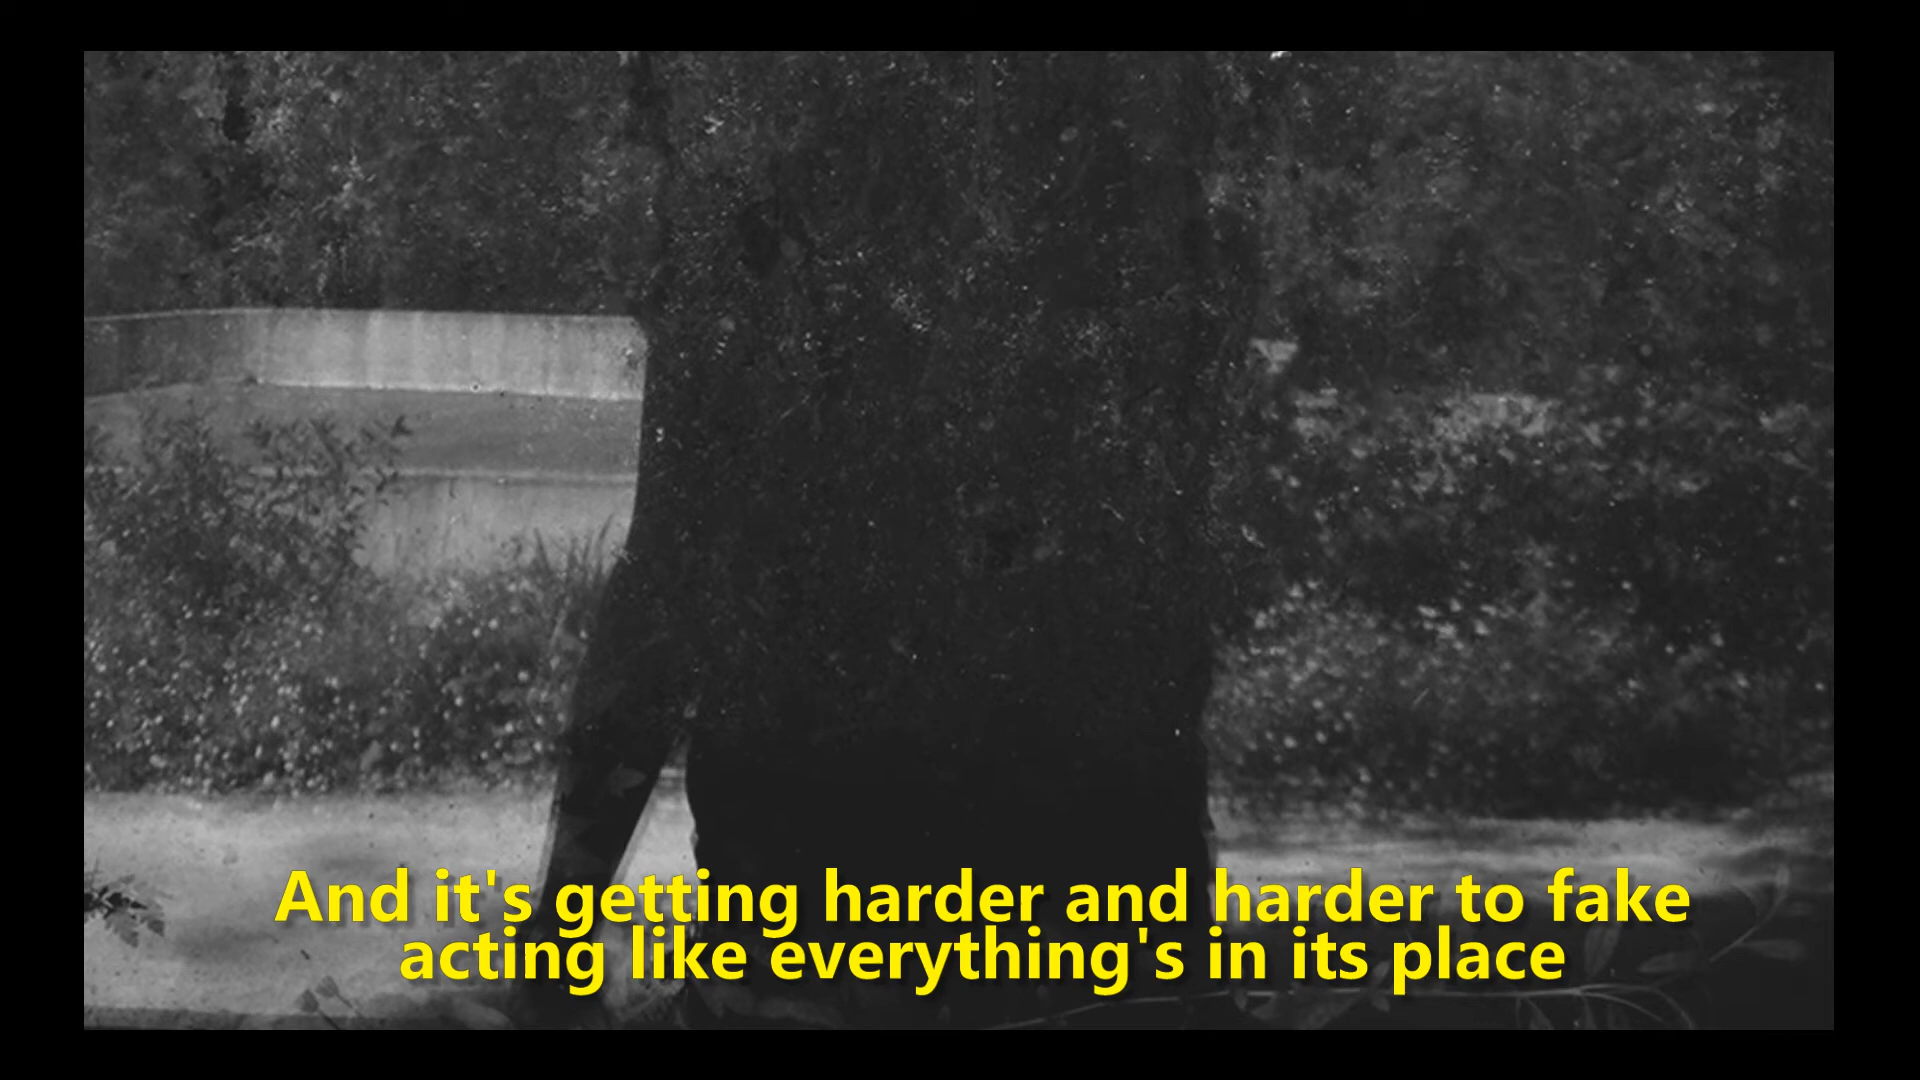 And it's getting harder and harder to fake
acting like everything's in its place